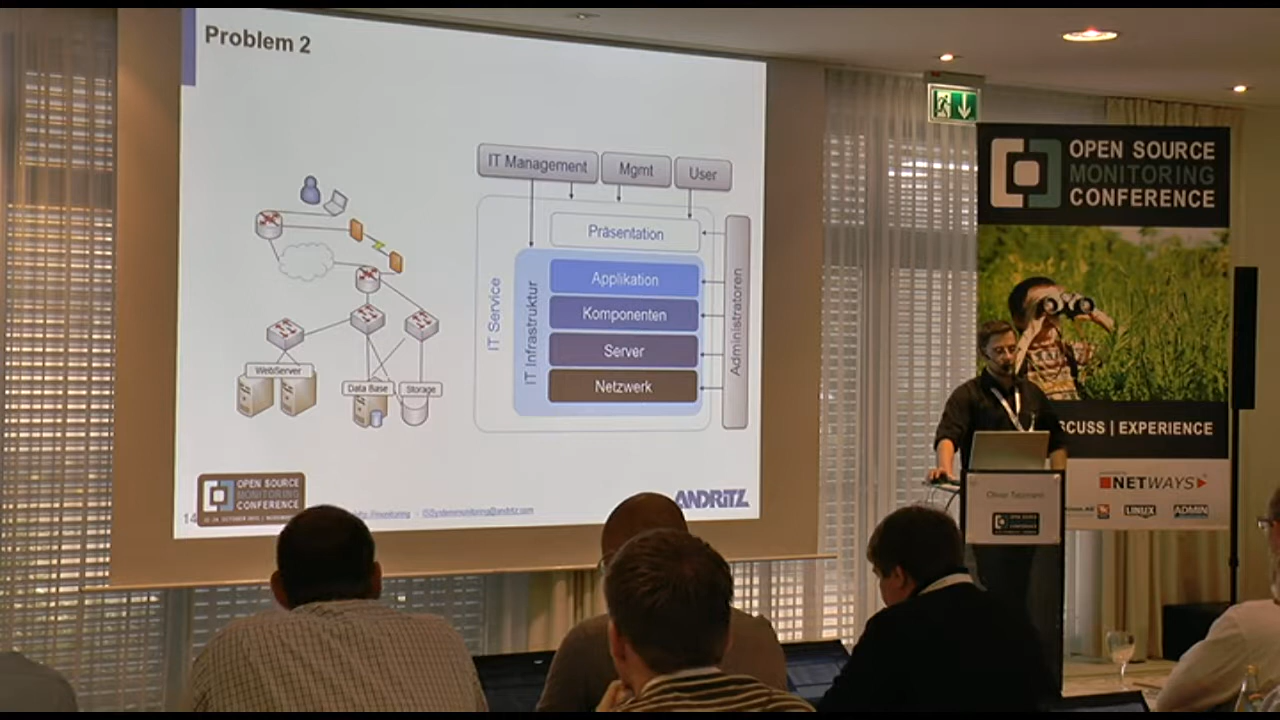 Problem 2
IT Management
Mgmt
User
Präsentation
IT Service
IT Infrastruktur
Applikation
Komponenten
Server
Netzwerk
Administratoren
WebServer
Data Base
Storage
OPEN SOURCE
MONITORING
CONFERENCE
ANDRITZ
OPEN SOURCE
MONITORING
CONFERENCE
CUSS | EXPERIENCE
NETWAYS
LINUX
ADMIN